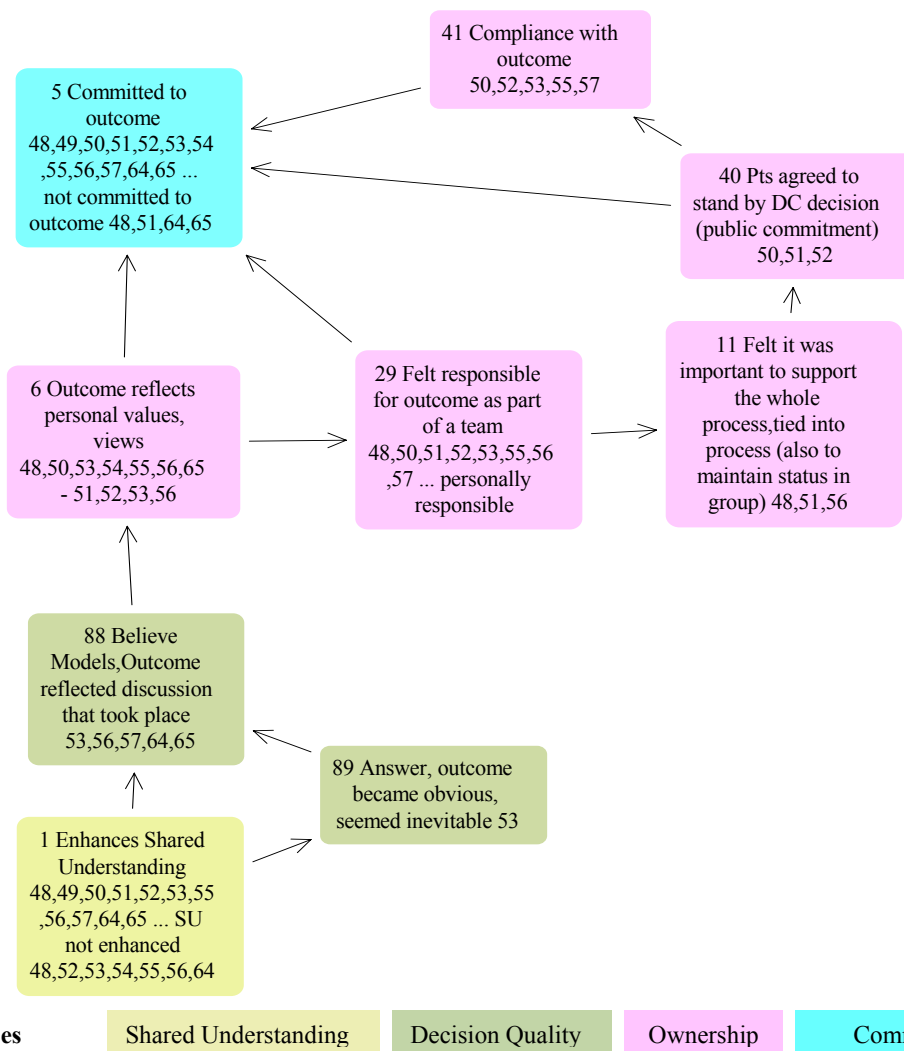 41 Compliance with
outcome
50,52,53,55,57
5 Committed to
outcome
48,49,50,51,52,53,54
,55,56,57,64,65 ...
not committed to
outcome 48,51,64,65
40 Pts agreed to
stand by DC decision
(public commitment)
50,51,52
6 Outcome reflects
personal values,
views
48,50,53,54,55,56,65
- 51,52,53,56
29 Felt responsible
for outcome as part
of a team
48,50,51,52,53,55,56
,57 ... personally
responsible
11 Felt it was
important to support
the whole
process,tied into
process (also to
maintain status in
group) 48,51,56
88 Believe
Models,Outcome
reflected discussion
that took place
53,56,57,64,65
89 Answer, outcome
became obvious,
seemed inevitable 53
1 Enhances Shared
Understanding
48,49,50,51,52,53,55
,56,57,64,65 ... SU
not enhanced
48,52,53,54,55,56,64
es Shared Understanding Decision Quality Ownership Com